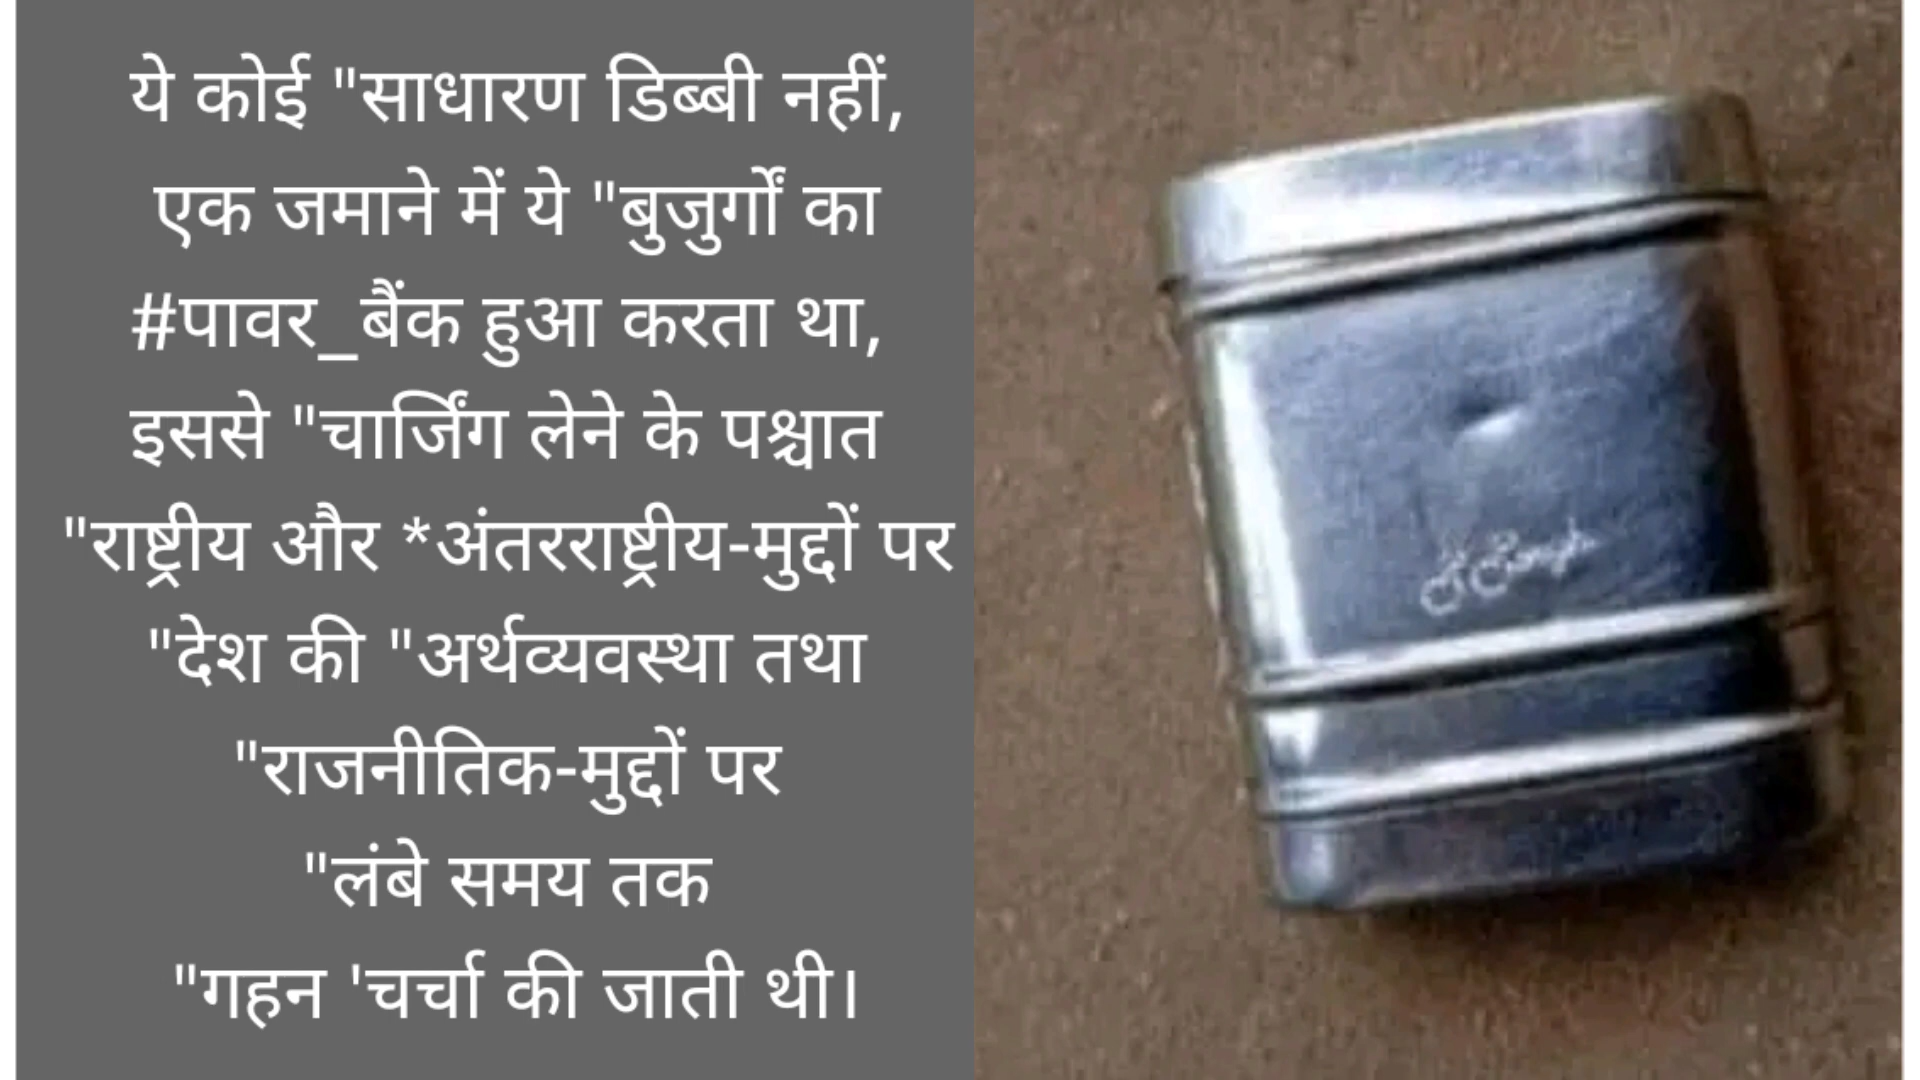 ये कोई "साधारण डिब्बी नहीं,
एक जमाने में ये "बुजुर्गों का
#पावर_बैंक हुआ करता था,
इससे "चार्जिंग लेने के पश्चात
"राष्ट्रीय और *अंतरराष्ट्रीय-मुद्दों पर
"देश की "अर्थव्यवस्था तथा
"राजनीतिक-मुद्दों पर
"लंबे समय तक
"गहन 'चर्चा की जाती थी।